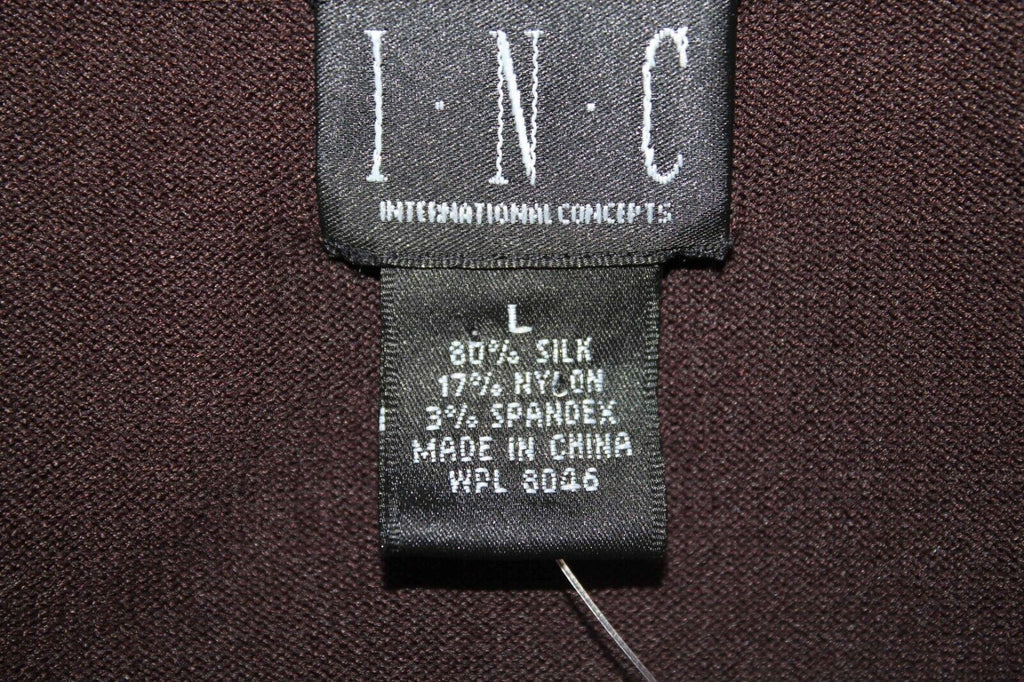 I · N · C
INTERNATIONAL CONCEPTS
L
80% SILK
17% NYLON
3% SPANDEX
MADE IN CHINA
WPL 8046